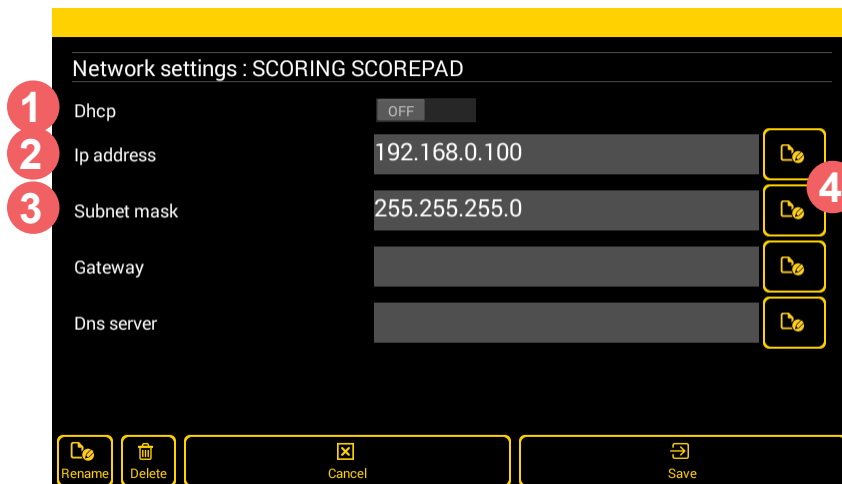 Network settings : SCORING SCOREPAD
1 Dhcp OFF
2 Ip address 192.168.0.100
4
3 Subnet mask 255.255.255.0
Gateway
Dns server
Rename Delete Cancel Save